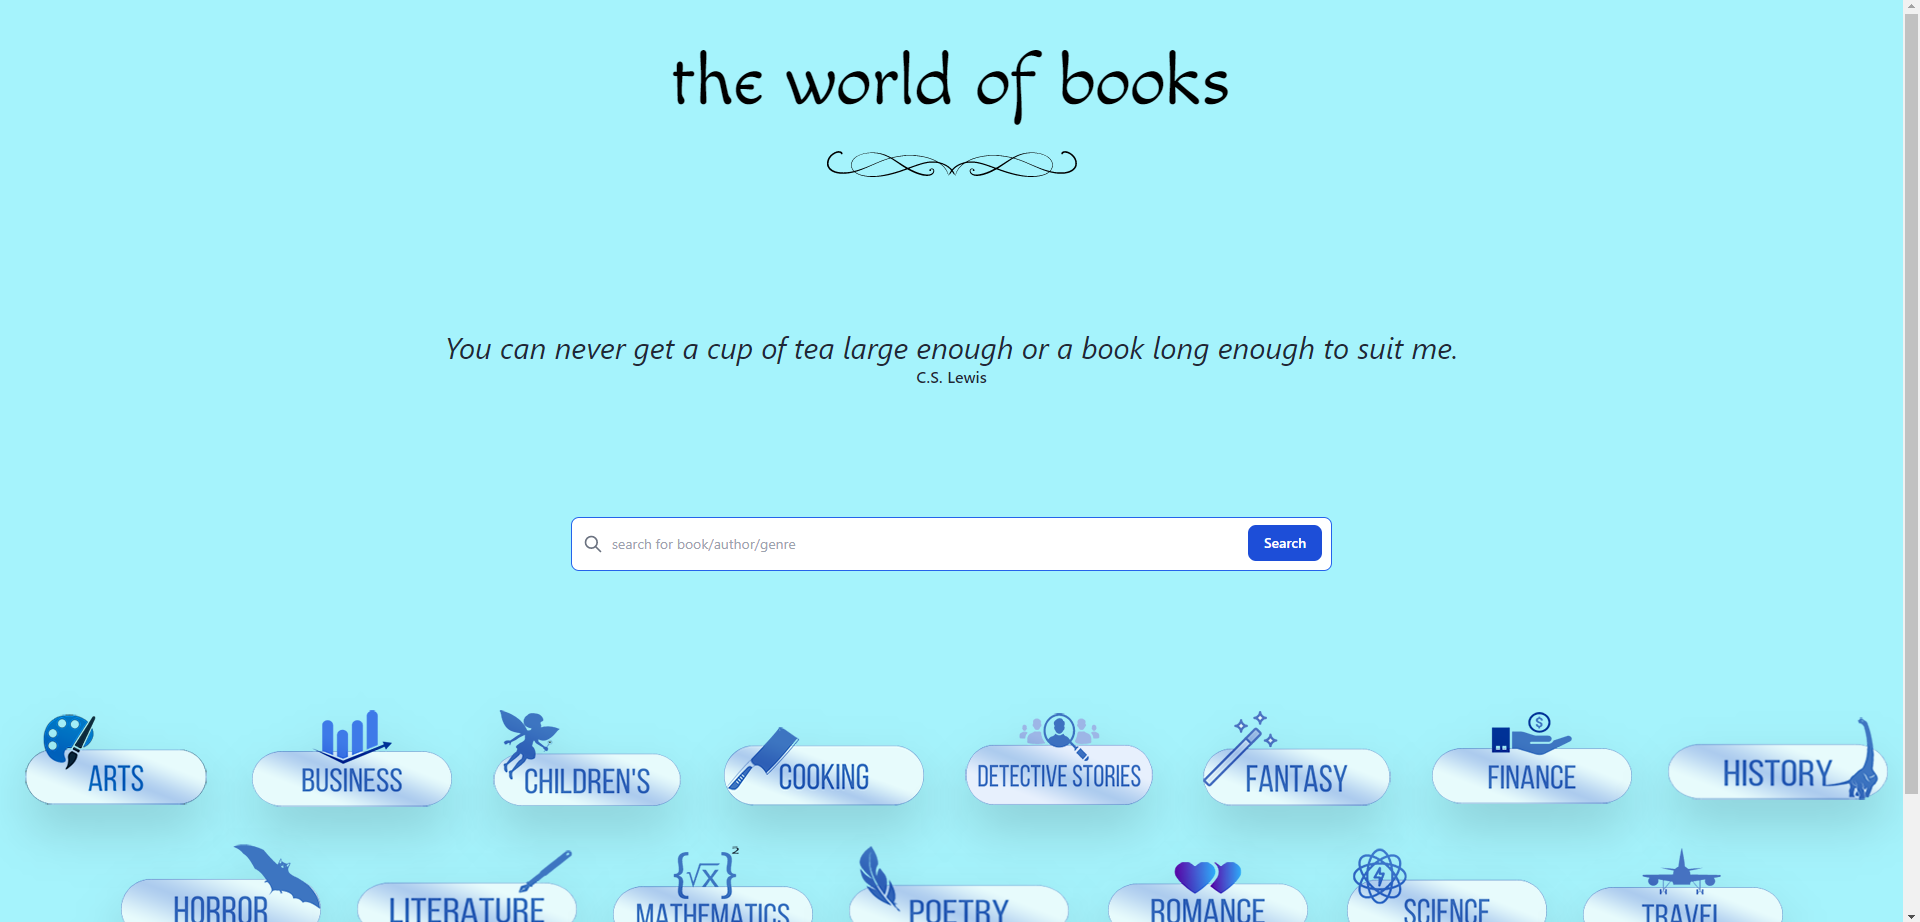 the world of books
You can never get a cup of tea large enough or a book long enough to suit me.
C.S. Lewis
search for book/author/genre
Search
ARTS
BUSINESS
CHILDREN'S
COOKING
DETECTIVE STORIES
FANTASY
$
FINANCE
HISTORY
HORROR
LITERATURE
{√x}²
MATHEMATICS
POETRY
ROMANCE
SCIENCE
TRAVEL